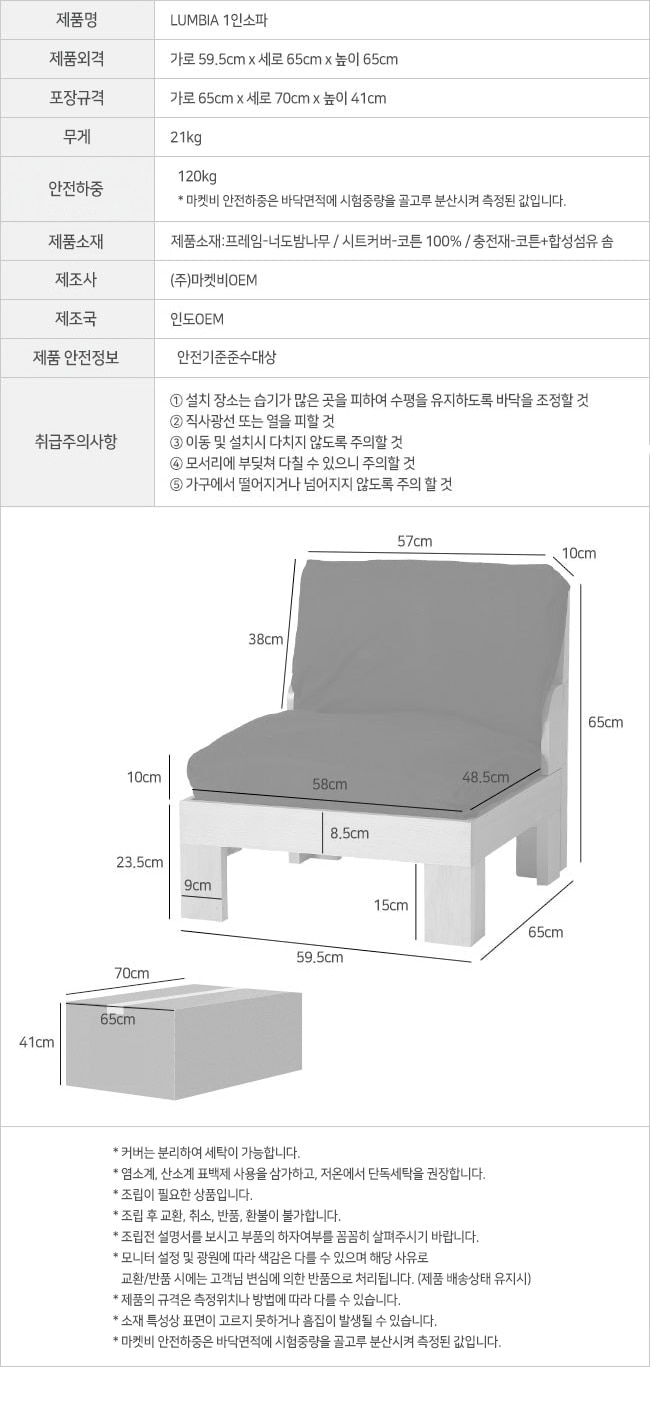 제품명 LUMBIA 1인소파
제품외격 가로 59.5cm x 세로 65cm x 높이 65cm
포장규격 가로 65cm x 세로 70cm x 높이 41cm
무게 21kg
안전하중 120kg
* 마켓비 안전하중은 바닥면적에 시험중량을 골고루 분산시켜 측정된 값입니다.
제품소재 제품소재:프레임-너도밤나무 / 시트커버-코튼 100% / 충전재-코튼+합성섬유 솜
제조사 (주)마켓비OEM
제조국 인도OEM
제품 안전정보 안전기준준수대상
취급주의사항
① 설치 장소는 습기가 많은 곳을 피하여 수평을 유지하도록 바닥을 조정할 것
② 직사광선 또는 열을 피할 것
③ 이동 및 설치시 다치지 않도록 주의할 것
④ 모서리에 부딪쳐 다칠 수 있으니 주의할 것
⑤ 가구에서 떨어지거나 넘어지지 않도록 주의 할 것
57cm
10cm
38cm
65cm
10cm
58cm
48.5cm
8.5cm
23.5cm
9cm
15cm
65cm
59.5cm
70cm
65cm
41cm
* 커버는 분리하여 세탁이 가능합니다.
* 염소계, 산소계 표백제 사용을 삼가하고, 저온에서 단독세탁을 권장합니다.
* 조립이 필요한 상품입니다.
* 조립 후 교환, 취소, 반품, 환불이 불가합니다.
* 조립전 설명서를 보시고 부품의 하자여부를 꼼꼼히 살펴주시기 바랍니다.
* 모니터 설정 및 광원에 따라 색감은 다를 수 있으며 해당 사유로
교환/반품 시에는 고객님 변심에 의한 반품으로 처리됩니다. (제품 배송상태 유지시)
* 제품의 규격은 측정위치나 방법에 따라 다를 수 있습니다.
* 소재 특성상 표면이 고르지 못하거나 흠집이 발생될 수 있습니다.
* 마켓비 안전하중은 바닥면적에 시험중량을 골고루 분산시켜 측정된 값입니다.